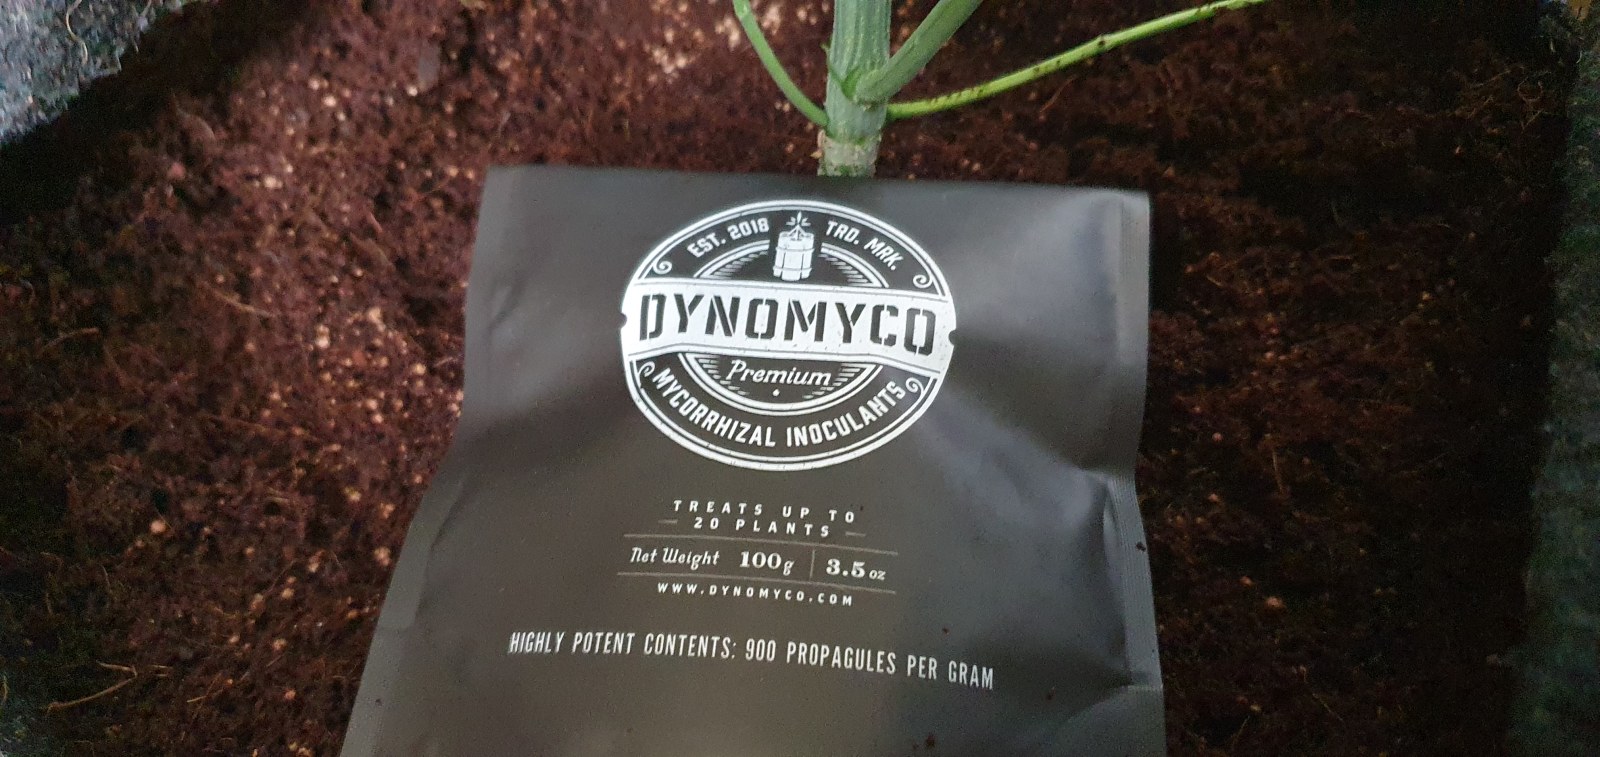 EST. 2018 TRD. MRK.
DYNOMYCO
Premium
MYCORRHIZAL INOCULANTS
TREATS UP TO
20 PLANTS
Net Weight 100g 3.5 oz
WWW.DYNOMYCO.COM
HIGHLY POTENT CONTENTS: 900 PROPAGULES PER GRAM